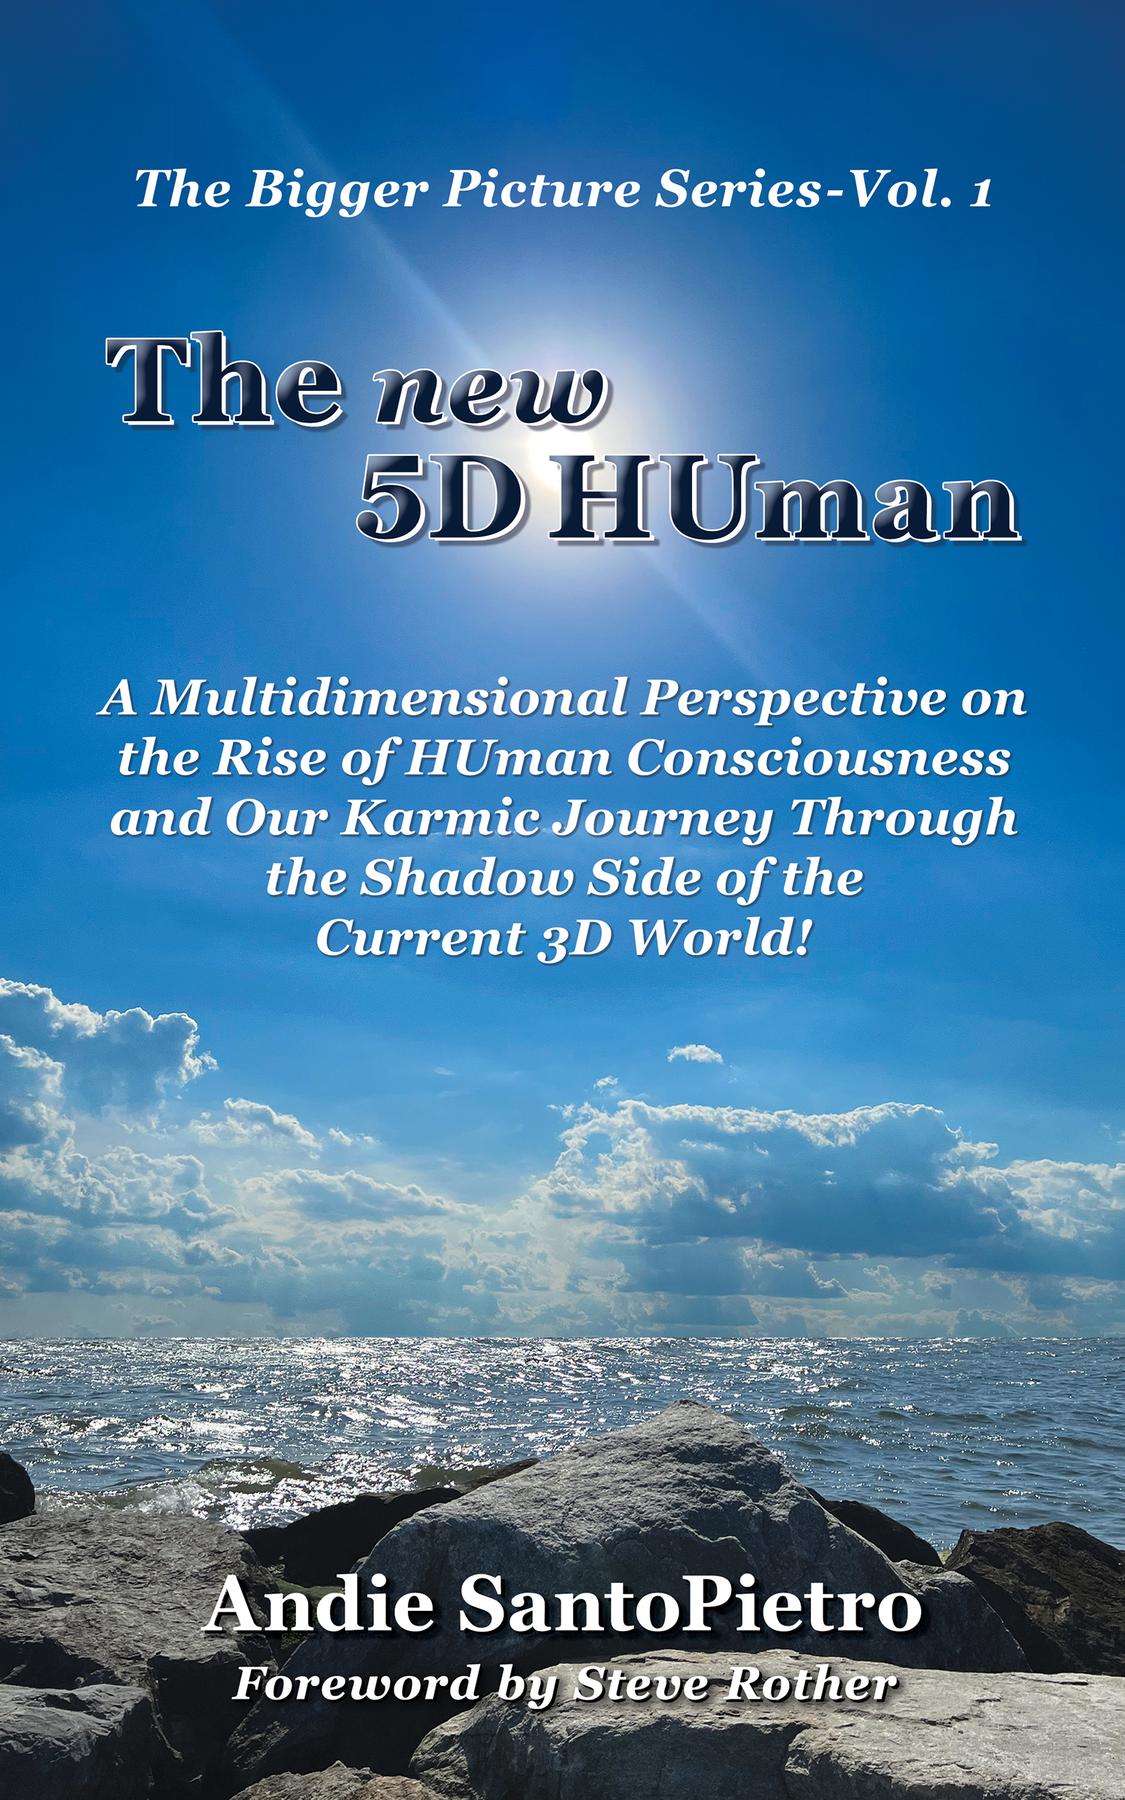 The Bigger Picture Series-Vol. 1
The new
5D HUman
A Multidimensional Perspective on
the Rise of HUman Consciousness
and Our Karmic Journey Through
the Shadow Side of the
Current 3D World!
Andie SantoPietro
Foreword by Steve Rother